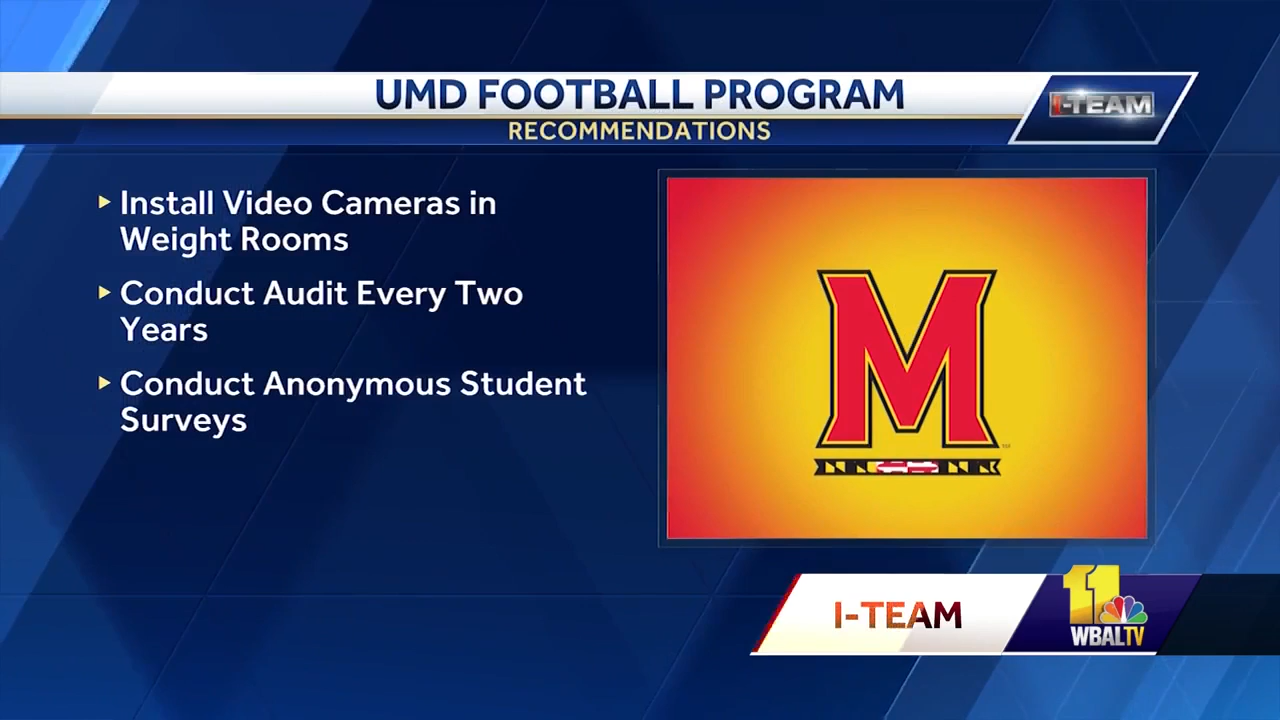 UMD FOOTBALL PROGRAM
I-TEAM
RECOMMENDATIONS
Install Video Cameras in
Weight Rooms
Conduct Audit Every Two
Years
Conduct Anonymous Student
Surveys
M
TM
I-TEAM
11
WBALTV